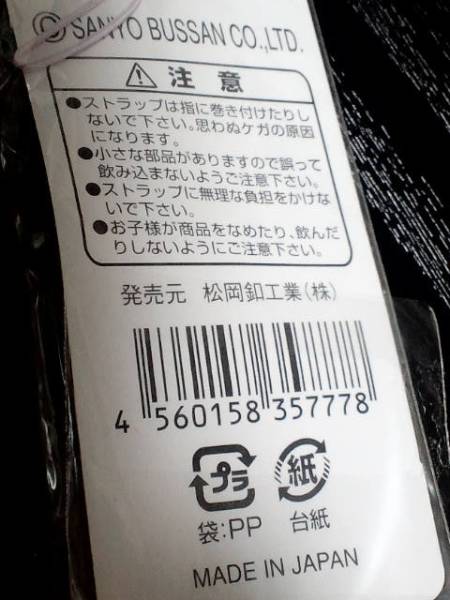 © SANYO BUSSAN CO.,LTD.
注意
●ストラップは指に巻き付けたりし
ないで下さい。思わぬケガの原因
になります。
●小さな部品がありますので誤って
飲み込まないようご注意下さい。
●ストラップに無理な負担をかけな
いで下さい。
●お子様が商品をなめたり、飲んだ
りしないようにご注意下さい。
発売元 松岡釦工業(株)
4 560158 357778
プラ 紙
袋:PP 台紙
MADE IN JAPAN